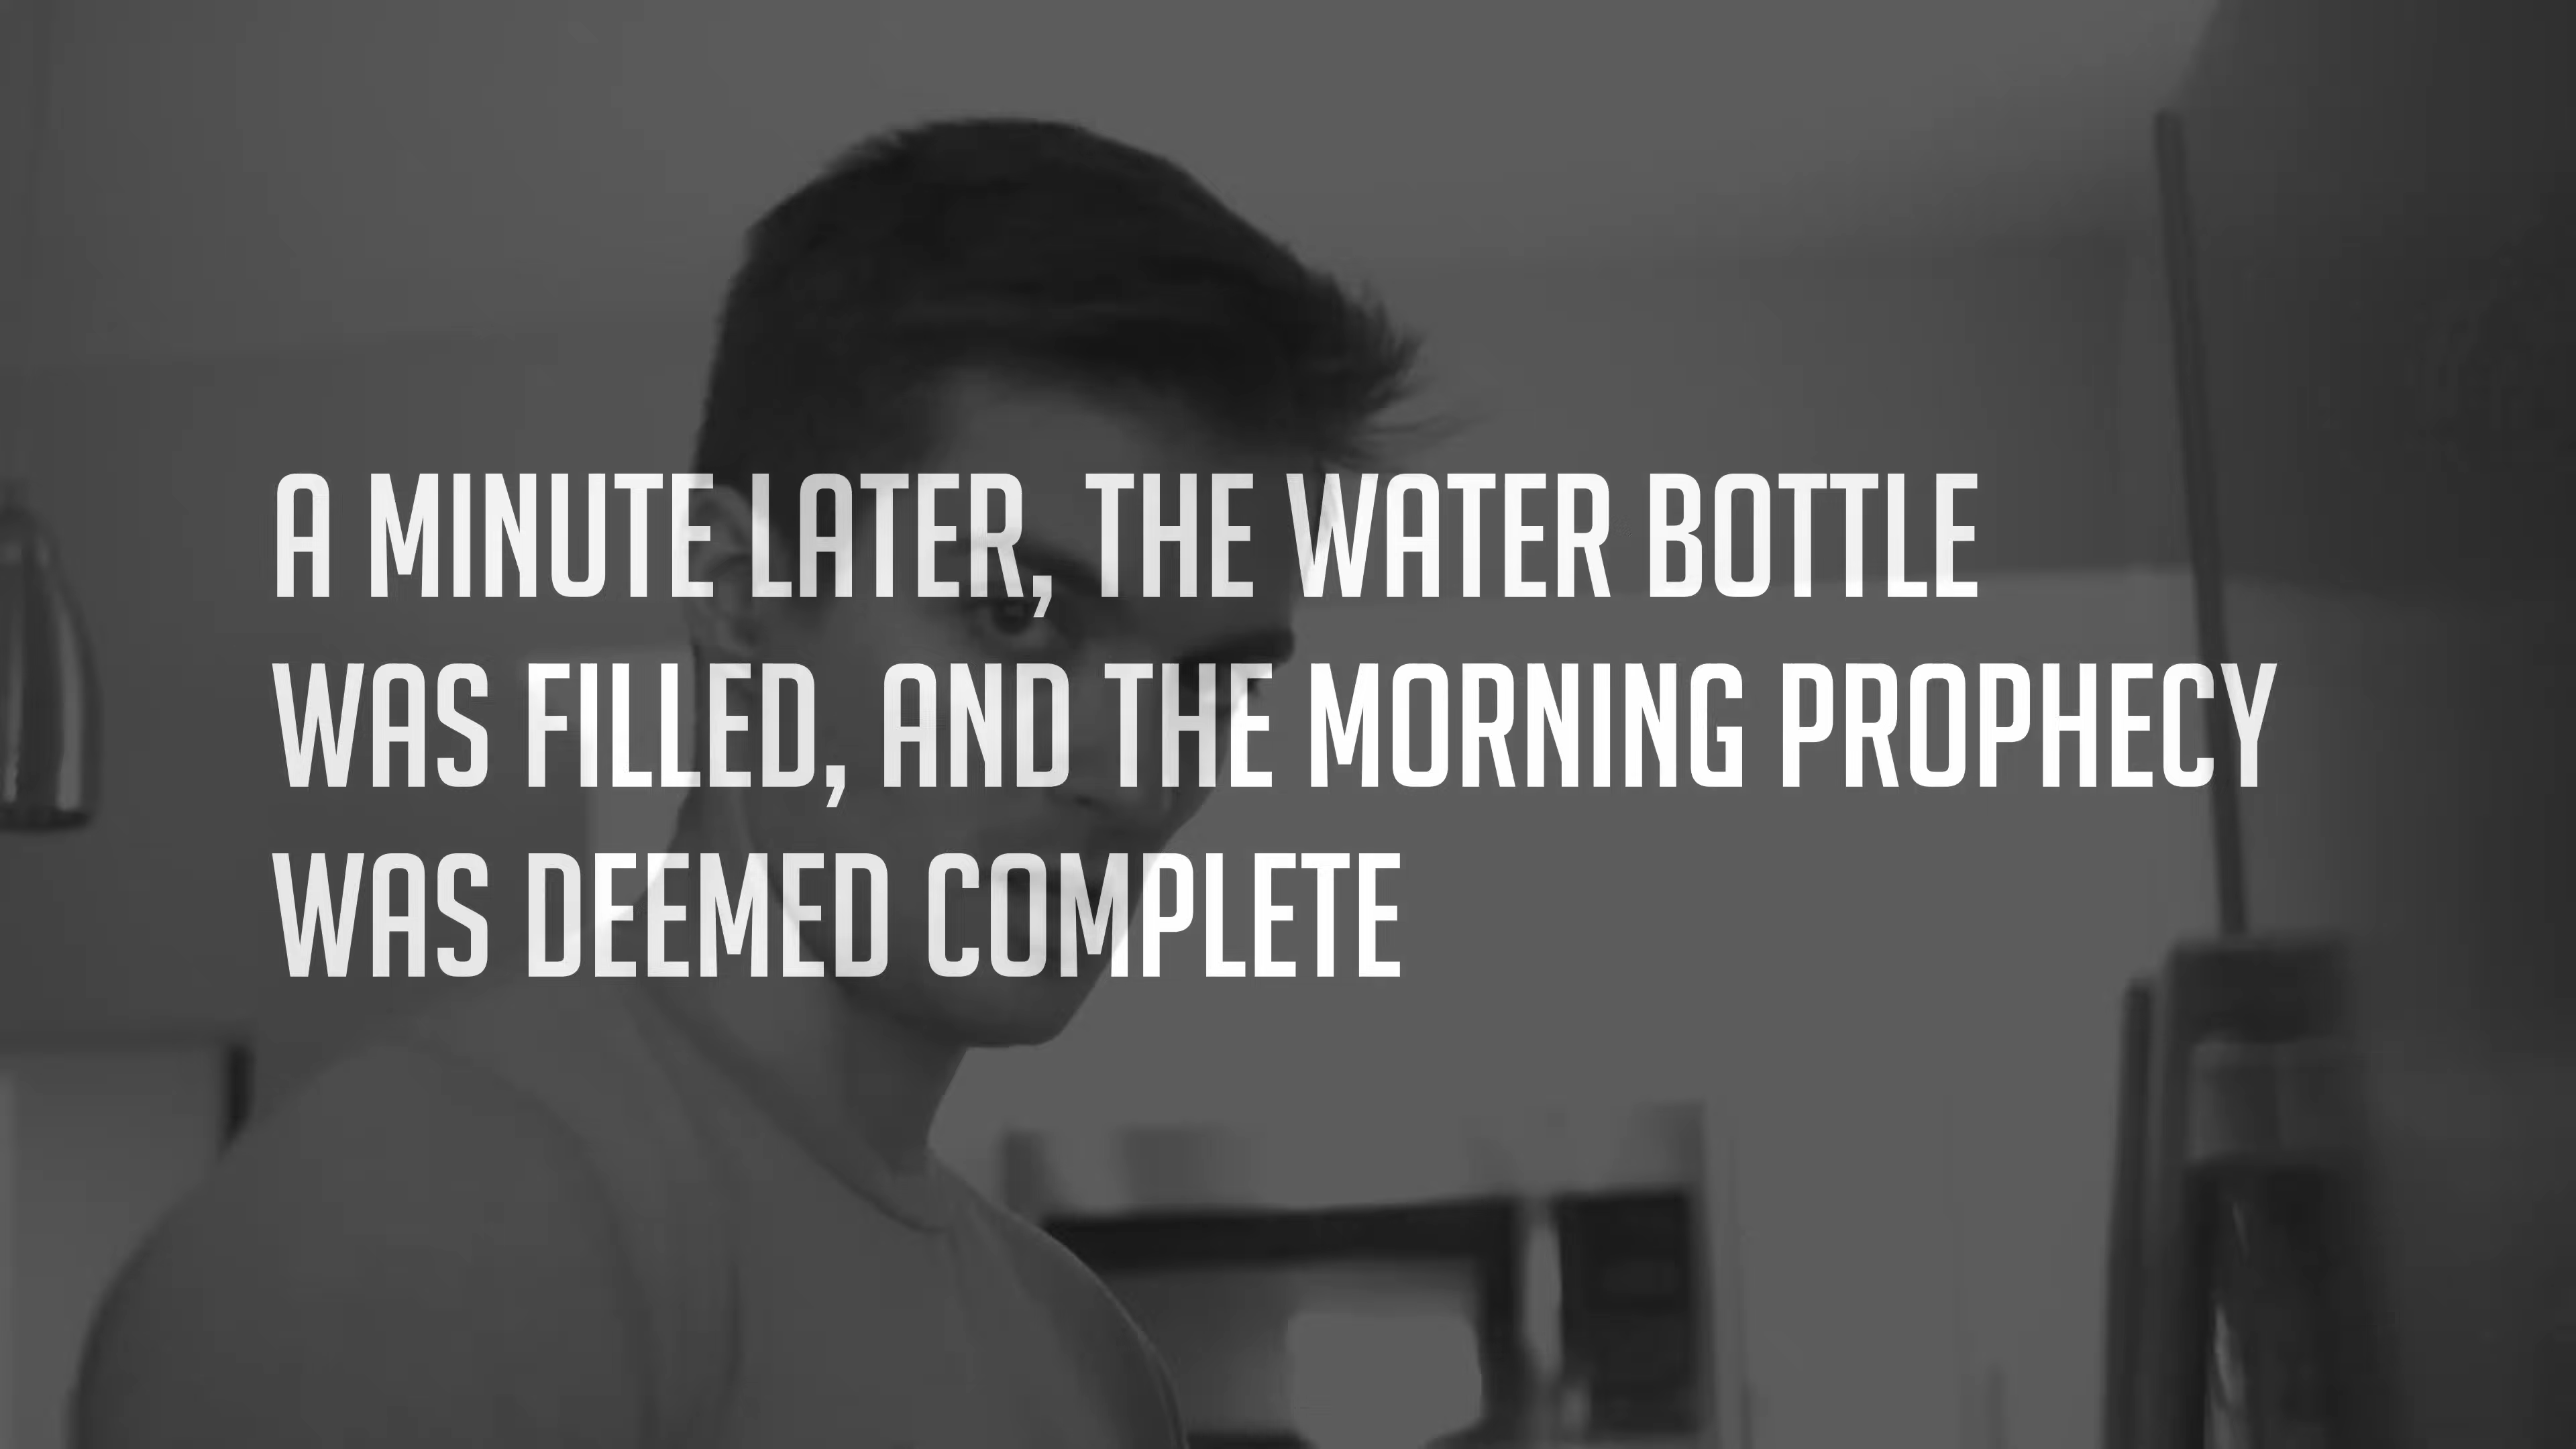 A MINUTE LATER, THE WATER BOTTLE
WAS FILLED, AND THE MORNING PROPHECY
WAS DEEMED COMPLETE